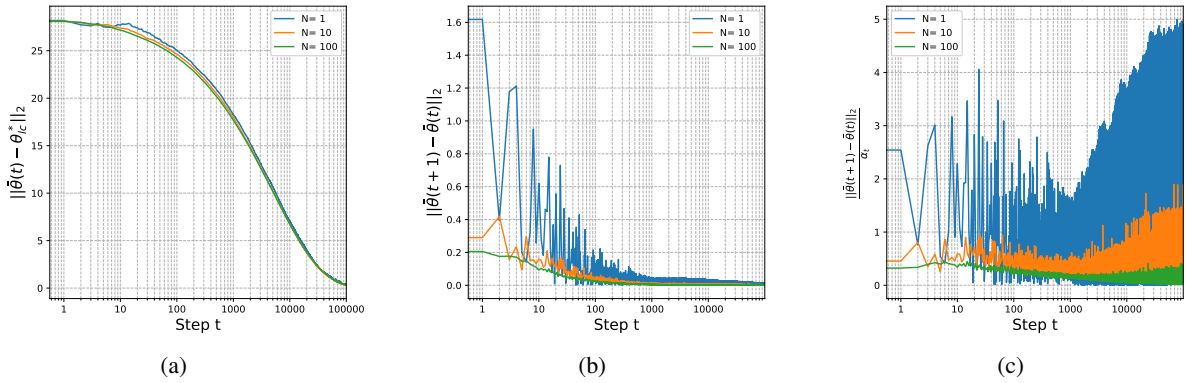 ||θ̄(t) − θ*_lc||₂
25
20
15
10
5
0
1
10
100
1000
10000
100000
Step t
N= 1
N= 10
N= 100
(a)
||θ̄(t + 1) − θ̄(t)||₂
1.6
1.4
1.2
1.0
0.8
0.6
0.4
0.2
0.0
1
10
100
1000
10000
Step t
N= 1
N= 10
N= 100
(b)
||θ̄(t + 1) − θ̄(t)||₂
α_t
5
4
3
2
1
0
1
10
100
1000
10000
Step t
N= 1
N= 10
N= 100
(c)